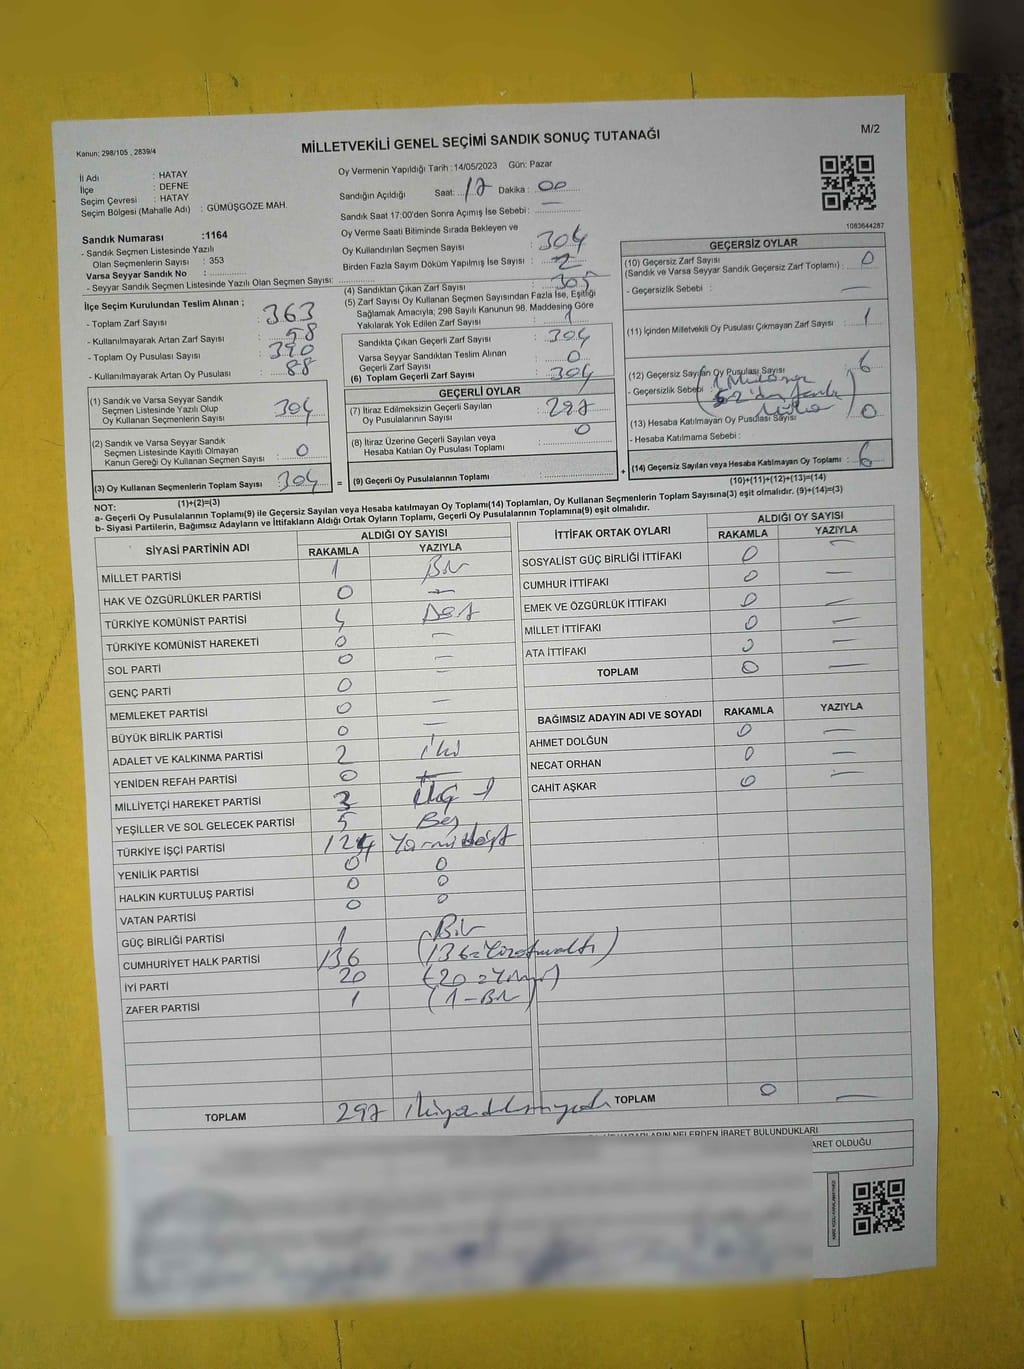 Kanun; 298/105 , 2839/4
MİLLETVEKİLİ GENEL SEÇİMİ SANDIK SONUÇ TUTANAĞI
M/2
İl Adı : HATAY
İlçe : DEFNE
Seçim Çevresi : HATAY
Seçim Bölgesi (Mahalle Adı) : GÜMÜŞGÖZE MAH.
Oy Vermenin Yapıldığı Tarih : 14/05/2023 Gün: Pazar
Sandığın Açıldığı Saat: 17 Dakika : 00
Sandık Saat 17:00'den Sonra Açımış İse Sebebi : —
Sandık Numarası :1164
- Sandık Seçmen Listesinde Yazılı
Olan Seçmenlerin Sayısı : 353
Varsa Seyyar Sandık No :
- Seyyar Sandık Seçmen Listesinde Yazılı Olan Seçmen Sayısı:
Oy Verme Saati Bitiminde Sırada Bekleyen ve
Oy Kullandırılan Seçmen Sayısı : 304
Birden Fazla Sayım Döküm Yapılmış İse Sayısı : 2
(4) Sandıktan Çıkan Zarf Sayısı : 305
(5) Zarf Sayısı Oy Kullanan Seçmen Sayısından Fazla İse, Eşitliği
Sağlamak Amacıyla; 298 Sayılı Kanunun 98. Maddesine Göre
Yakılarak Yok Edilen Zarf Sayısı : 1
1083644287
İlçe Seçim Kurulundan Teslim Alınan ;
- Toplam Zarf Sayısı : 363
- Kullanılmayarak Artan Zarf Sayısı : 58
- Toplam Oy Pusulası Sayısı : 390
- Kullanılmayarak Artan Oy Pusulası : 88
Sandıkta Çıkan Geçerli Zarf Sayısı : 304
Varsa Seyyar Sandıktan Teslim Alınan
Geçerli Zarf Sayısı : 0
(6) Toplam Geçerli Zarf Sayısı : 304
GEÇERSİZ OYLAR
(10) Geçersiz Zarf Sayısı
(Sandık ve Varsa Seyyar Sandık Geçersiz Zarf Toplamı) : 0
- Geçersizlik Sebebi : —
(11) İçinden Milletvekili Oy Pusulası Çıkmayan Zarf Sayısı : 1
(12) Geçersiz Sayılan Oy Pusulası Sayısı : 6
- Geçersizlik Sebebi :
(13) Hesaba Katılmayan Oy Pusulası Sayısı : 0
- Hesaba Katılmama Sebebi :
(14) Geçersiz Sayılan veya Hesaba Katılmayan Oy Toplamı : 6
(10)+(11)+(12)+(13)=(14)
(1) Sandık ve Varsa Seyyar Sandık
Seçmen Listesinde Yazılı Olup
Oy Kullanan Seçmenlerin Sayısı : 304
(2) Sandık ve Varsa Seyyar Sandık
Seçmen Listesinde Kayıtlı Olmayan
Kanun Gereği Oy Kullanan Seçmen Sayısı : 0
(3) Oy Kullanan Seçmenlerin Toplam Sayısı 304
(1)+(2)=(3)
GEÇERLİ OYLAR
(7) İtiraz Edilmeksizin Geçerli Sayılan
Oy Pusulalarının Sayısı : 297
(8) İtiraz Üzerine Geçerli Sayılan veya
Hesaba Katılan Oy Pusulası Toplamı : 0
= (9) Geçerli Oy Pusulalarının Toplamı : +
NOT:
a- Geçerli Oy Pusulalarının Toplamı(9) ile Geçersiz Sayılan veya Hesaba katılmayan Oy Toplamı(14) Toplamları, Oy Kullanan Seçmenlerin Toplam Sayısına(3) eşit olmalıdır. (9)+(14)=(3)
b- Siyasi Partilerin, Bağımsız Adayların ve İttifakların Aldığı Ortak Oyların Toplamı, Geçerli Oy Pusulalarının Toplamına(9) eşit olmalıdır.
SİYASİ PARTİNİN ADI ALDIĞI OY SAYISI
RAKAMLA YAZIYLA
MİLLET PARTİSİ 1 Bir
HAK VE ÖZGÜRLÜKLER PARTİSİ 0 —
TÜRKİYE KOMÜNİST PARTİSİ 4 Dört
TÜRKİYE KOMÜNİST HAREKETİ 0 —
SOL PARTİ 0 —
GENÇ PARTİ 0
MEMLEKET PARTİSİ 0 —
BÜYÜK BİRLİK PARTİSİ 0 —
ADALET VE KALKINMA PARTİSİ 2 iki
YENİDEN REFAH PARTİSİ 0 —
MİLLİYETÇİ HAREKET PARTİSİ 3 Üç
YEŞİLLER VE SOL GELECEK PARTİSİ 5 Beş
TÜRKİYE İŞÇİ PARTİSİ 124
YENİLİK PARTİSİ 0 0
HALKIN KURTULUŞ PARTİSİ 0 0
VATAN PARTİSİ 0 0
GÜÇ BİRLİĞİ PARTİSİ 1 Bir
CUMHURİYET HALK PARTİSİ 136 (136=Yüzotuzaltı)
İYİ PARTİ 20 (20=Yirmi)
ZAFER PARTİSİ 1 (1-Bir)
TOPLAM 297
İTTİFAK ORTAK OYLARI ALDIĞI OY SAYISI
RAKAMLA YAZIYLA
SOSYALİST GÜÇ BİRLİĞİ İTTİFAKI 0 —
CUMHUR İTTİFAKI 0 —
EMEK VE ÖZGÜRLÜK İTTİFAKI 0 —
MİLLET İTTİFAKI 0 —
ATA İTTİFAKI 0 —
TOPLAM 0 —
BAĞIMSIZ ADAYIN ADI VE SOYADI RAKAMLA YAZIYLA
AHMET DOLĞUN 0 —
NECAT ORHAN 0 —
CAHİT AŞKAR 0 —
TOPLAM 0 —
NELERDEN İBARET BULUNDUKLARI
ARET OLDUĞU